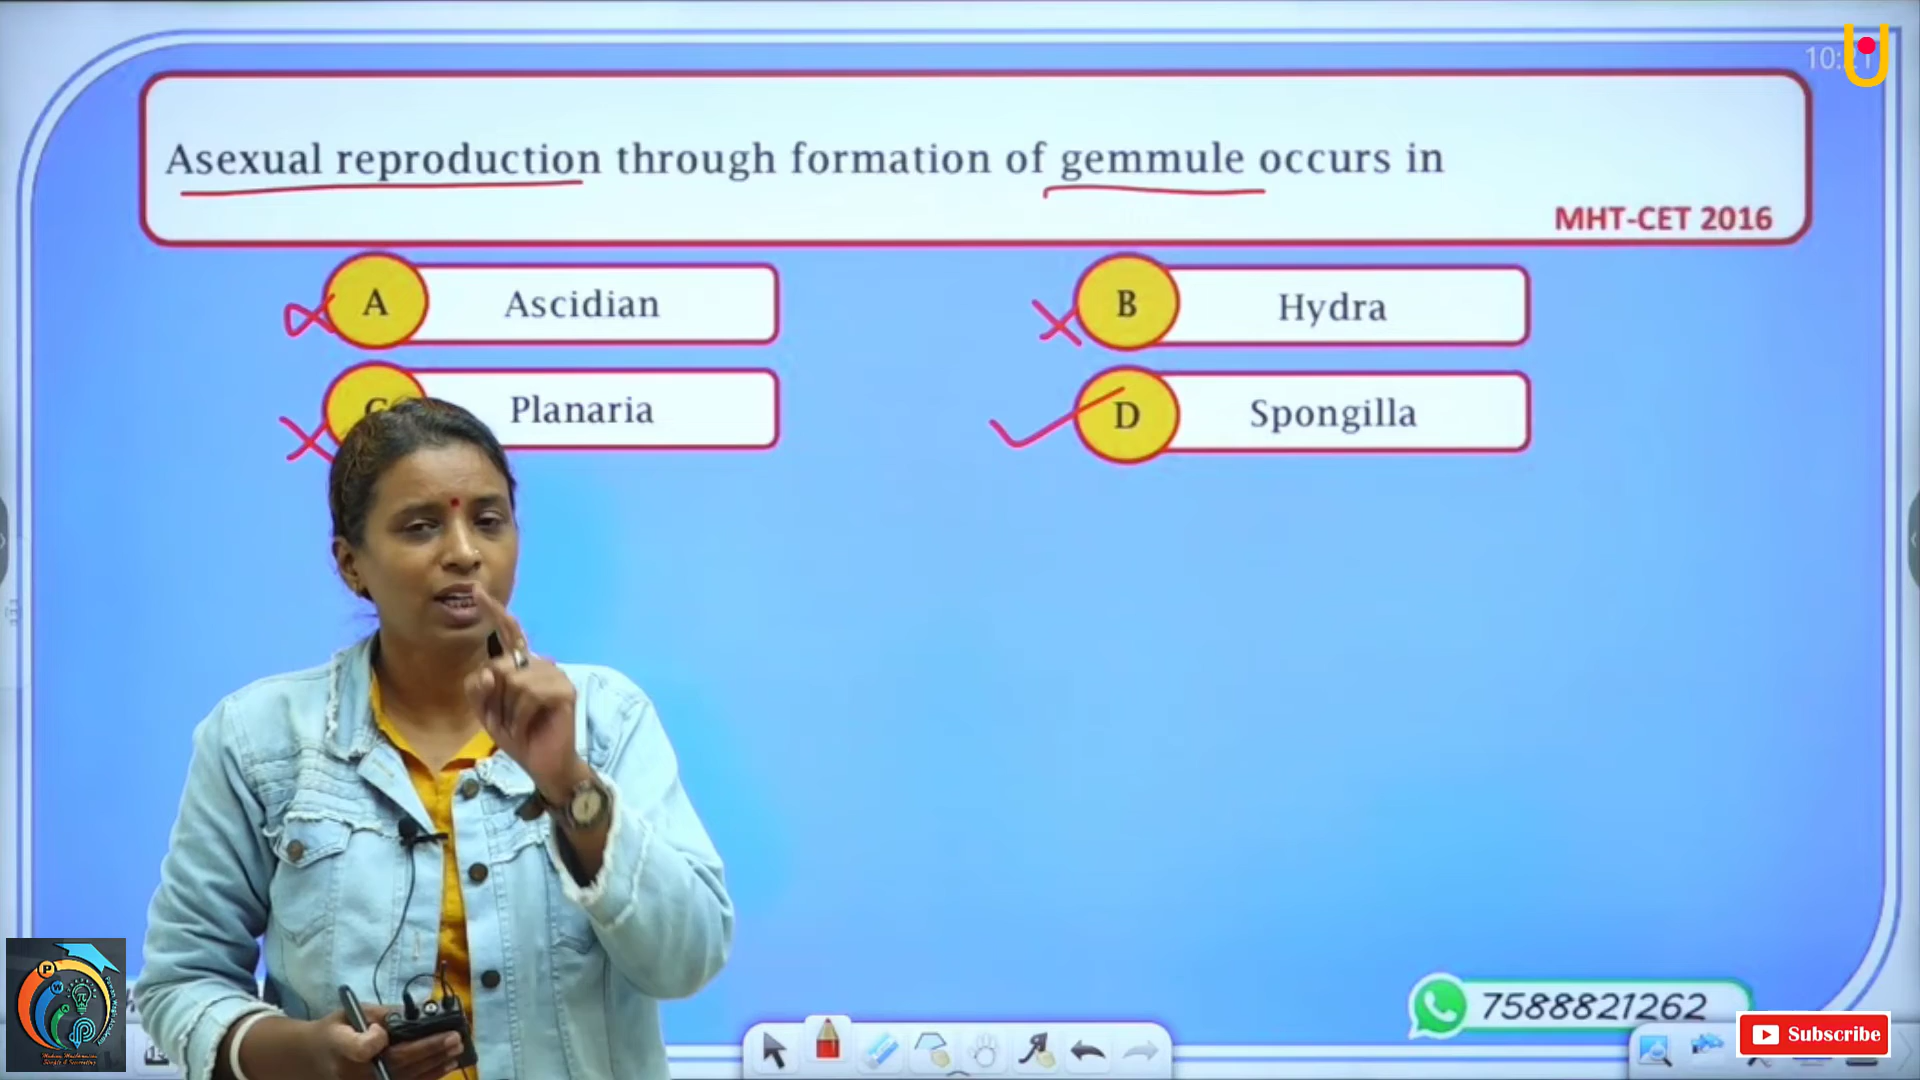 Asexual reproduction through formation of gemmule occurs in
MHT-CET 2016
A Ascidian
B Hydra
Planaria
D Spongilla
7588821262
Subscribe